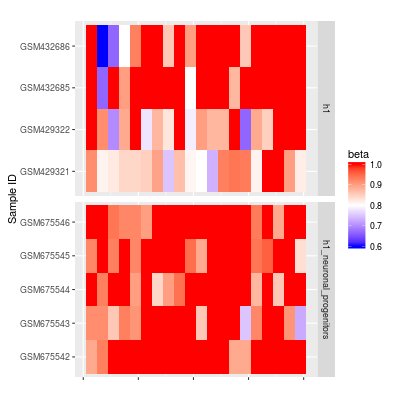 GSM432686
GSM432685
GSM429322
GSM429321
h1
GSM675546
GSM675545
GSM675544
GSM675543
GSM675542
h1_neuronal_progenitors
Sample ID
beta
1.0
0.9
0.8
0.7
0.6